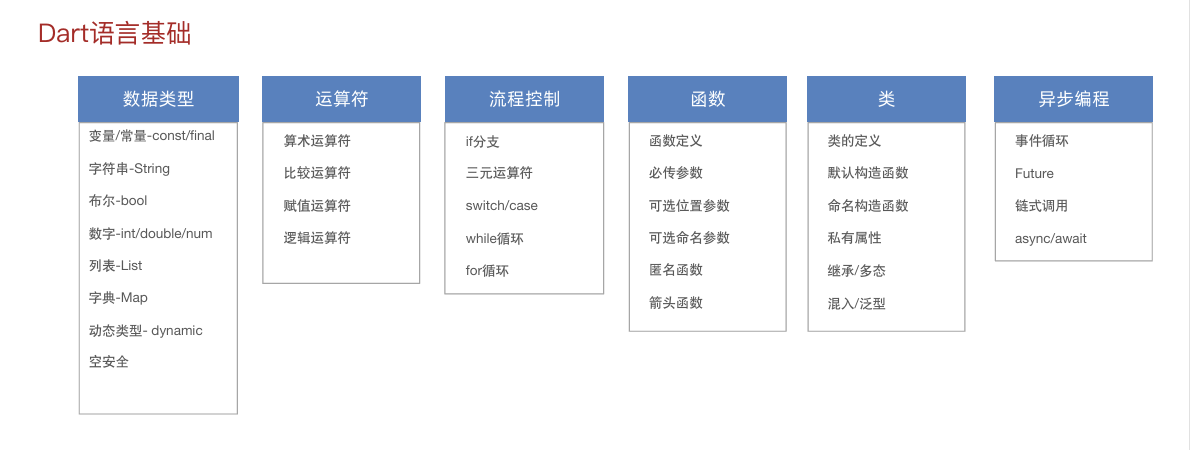 Dart语言基础
数据类型
变量/常量-const/final
字符串-String
布尔-bool
数字-int/double/num
列表-List
字典-Map
动态类型- dynamic
空安全
运算符
算术运算符
比较运算符
赋值运算符
逻辑运算符
流程控制
if分支
三元运算符
switch/case
while循环
for循环
函数
函数定义
必传参数
可选位置参数
可选命名参数
匿名函数
箭头函数
类
类的定义
默认构造函数
命名构造函数
私有属性
继承/多态
混入/泛型
异步编程
事件循环
Future
链式调用
async/await